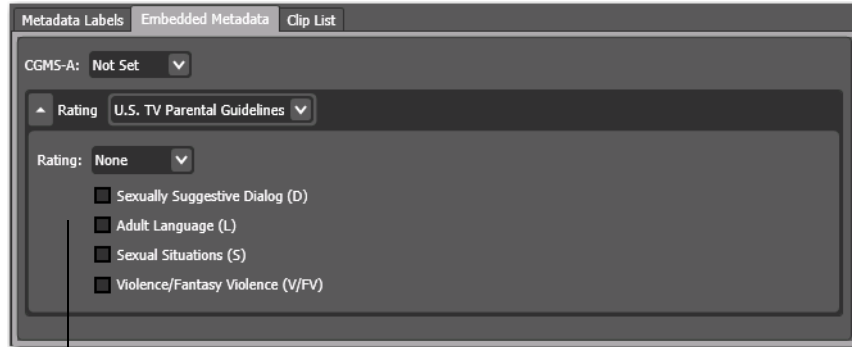 Metadata Labels Embedded Metadata Clip List
CGMS-A: Not Set
Rating U.S. TV Parental Guidelines
Rating: None
Sexually Suggestive Dialog (D)
Adult Language (L)
Sexual Situations (S)
Violence/Fantasy Violence (V/FV)